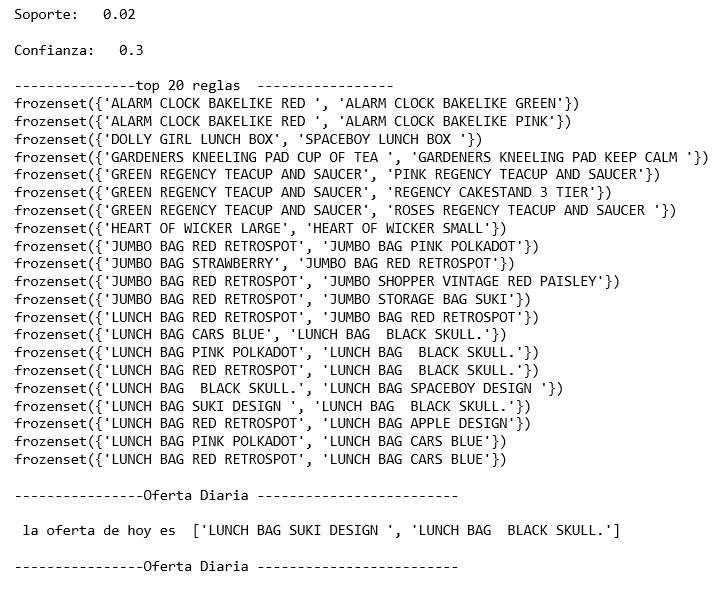 Soporte:   0.02
Confianza:   0.3
---------------top 20 reglas  -----------------
frozenset({'ALARM CLOCK BAKELIKE RED ', 'ALARM CLOCK BAKELIKE GREEN'})
frozenset({'ALARM CLOCK BAKELIKE RED ', 'ALARM CLOCK BAKELIKE PINK'})
frozenset({'DOLLY GIRL LUNCH BOX', 'SPACEBOY LUNCH BOX '})
frozenset({'GARDENERS KNEELING PAD CUP OF TEA ', 'GARDENERS KNEELING PAD KEEP CALM '})
frozenset({'GREEN REGENCY TEACUP AND SAUCER', 'PINK REGENCY TEACUP AND SAUCER'})
frozenset({'GREEN REGENCY TEACUP AND SAUCER', 'REGENCY CAKESTAND 3 TIER'})
frozenset({'GREEN REGENCY TEACUP AND SAUCER', 'ROSES REGENCY TEACUP AND SAUCER '})
frozenset({'HEART OF WICKER LARGE', 'HEART OF WICKER SMALL'})
frozenset({'JUMBO BAG RED RETROSPOT', 'JUMBO BAG PINK POLKADOT'})
frozenset({'JUMBO BAG STRAWBERRY', 'JUMBO BAG RED RETROSPOT'})
frozenset({'JUMBO BAG RED RETROSPOT', 'JUMBO SHOPPER VINTAGE RED PAISLEY'})
frozenset({'JUMBO BAG RED RETROSPOT', 'JUMBO STORAGE BAG SUKI'})
frozenset({'LUNCH BAG RED RETROSPOT', 'JUMBO BAG RED RETROSPOT'})
frozenset({'LUNCH BAG CARS BLUE', 'LUNCH BAG  BLACK SKULL.'})
frozenset({'LUNCH BAG PINK POLKADOT', 'LUNCH BAG  BLACK SKULL.'})
frozenset({'LUNCH BAG RED RETROSPOT', 'LUNCH BAG  BLACK SKULL.'})
frozenset({'LUNCH BAG  BLACK SKULL.', 'LUNCH BAG SPACEBOY DESIGN '})
frozenset({'LUNCH BAG SUKI DESIGN ', 'LUNCH BAG  BLACK SKULL.'})
frozenset({'LUNCH BAG RED RETROSPOT', 'LUNCH BAG APPLE DESIGN'})
frozenset({'LUNCH BAG PINK POLKADOT', 'LUNCH BAG CARS BLUE'})
frozenset({'LUNCH BAG RED RETROSPOT', 'LUNCH BAG CARS BLUE'})
----------------Oferta Diaria -------------------------
la oferta de hoy es  ['LUNCH BAG SUKI DESIGN ', 'LUNCH BAG  BLACK SKULL.']
----------------Oferta Diaria -------------------------